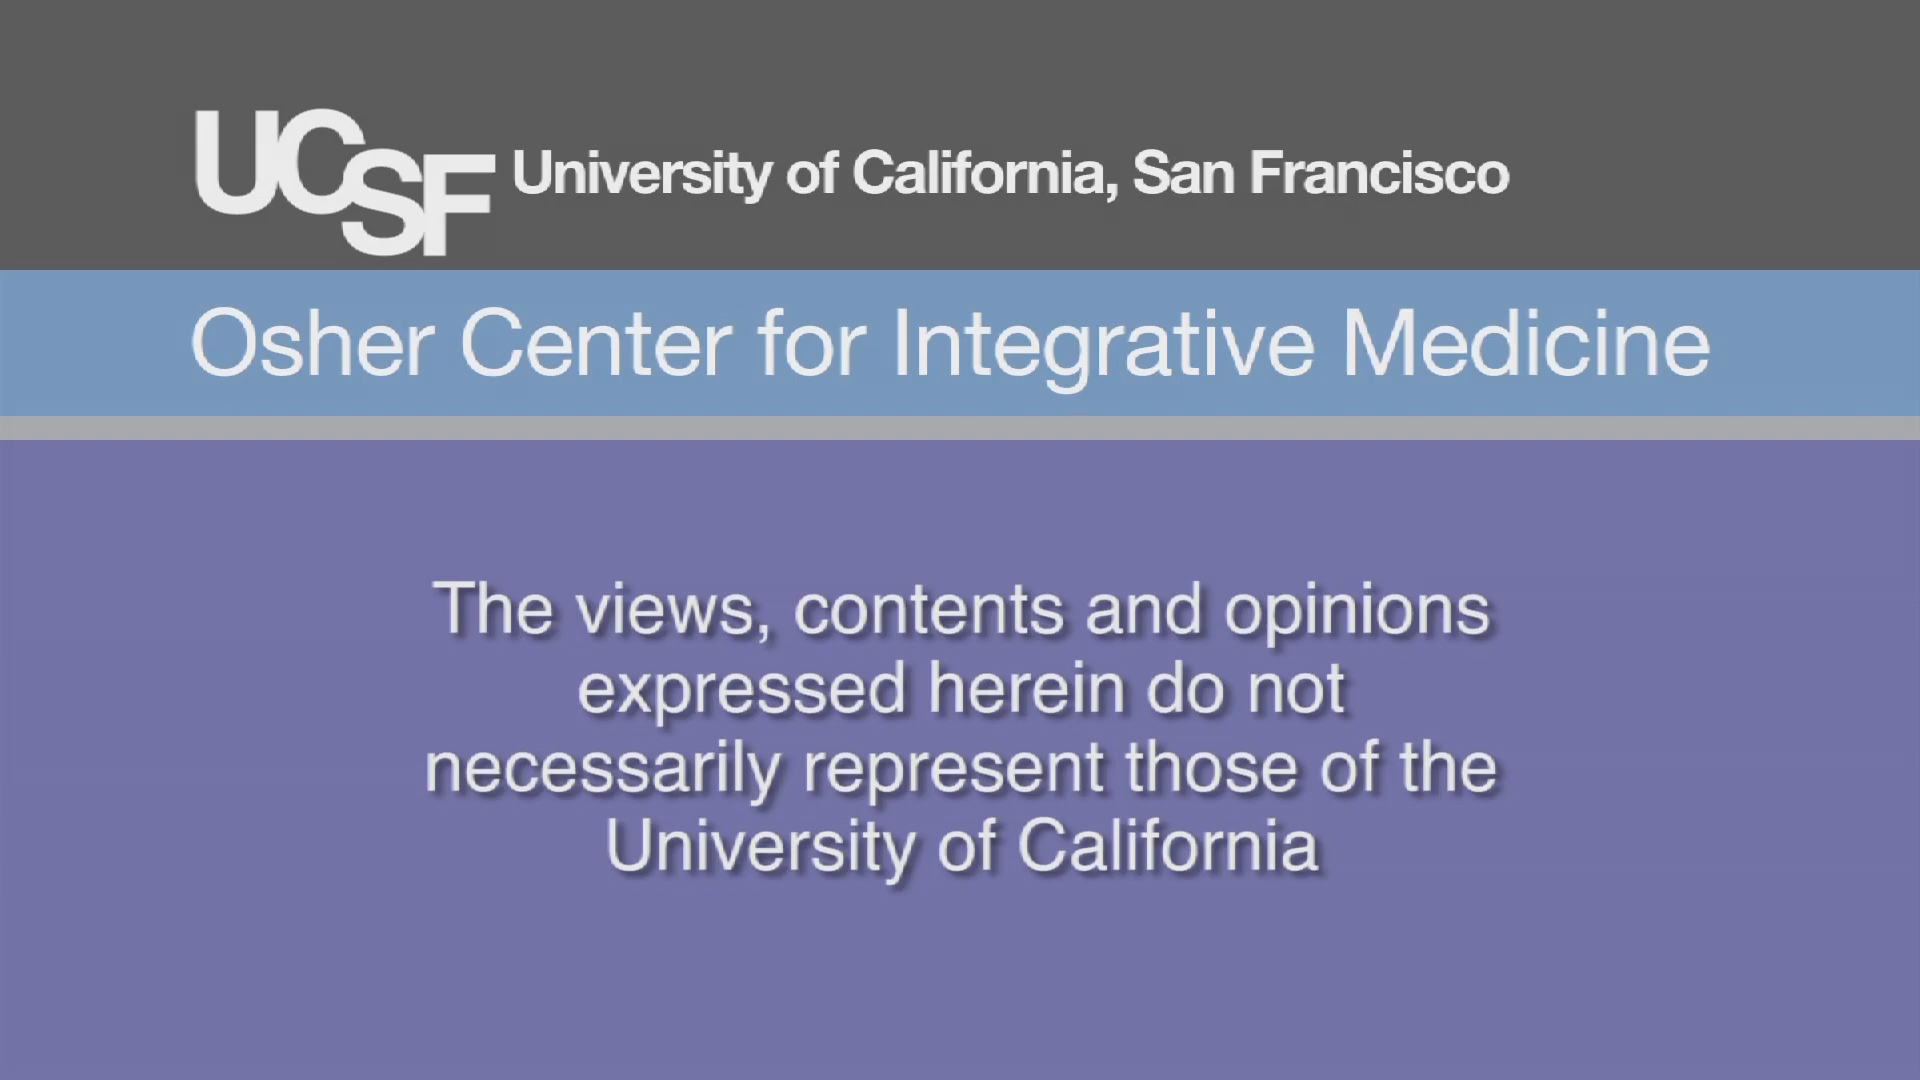 UCSF University of California, San Francisco
Osher Center for Integrative Medicine
The views, contents and opinions
expressed herein do not
necessarily represent those of the
University of California